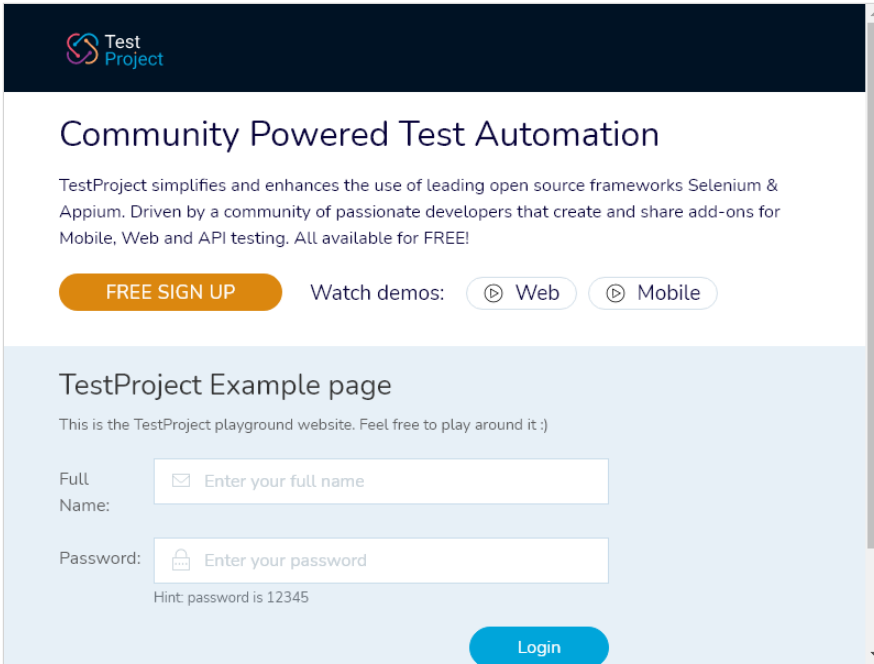 Test
Project
Community Powered Test Automation
TestProject simplifies and enhances the use of leading open source frameworks Selenium &
Appium. Driven by a community of passionate developers that create and share add-ons for
Mobile, Web and API testing. All available for FREE!
FREE SIGN UP Watch demos: Web Mobile
TestProject Example page
This is the TestProject playground website. Feel free to play around it :)
Full
Name:
Enter your full name
Password: Enter your password
Hint: password is 12345
Login